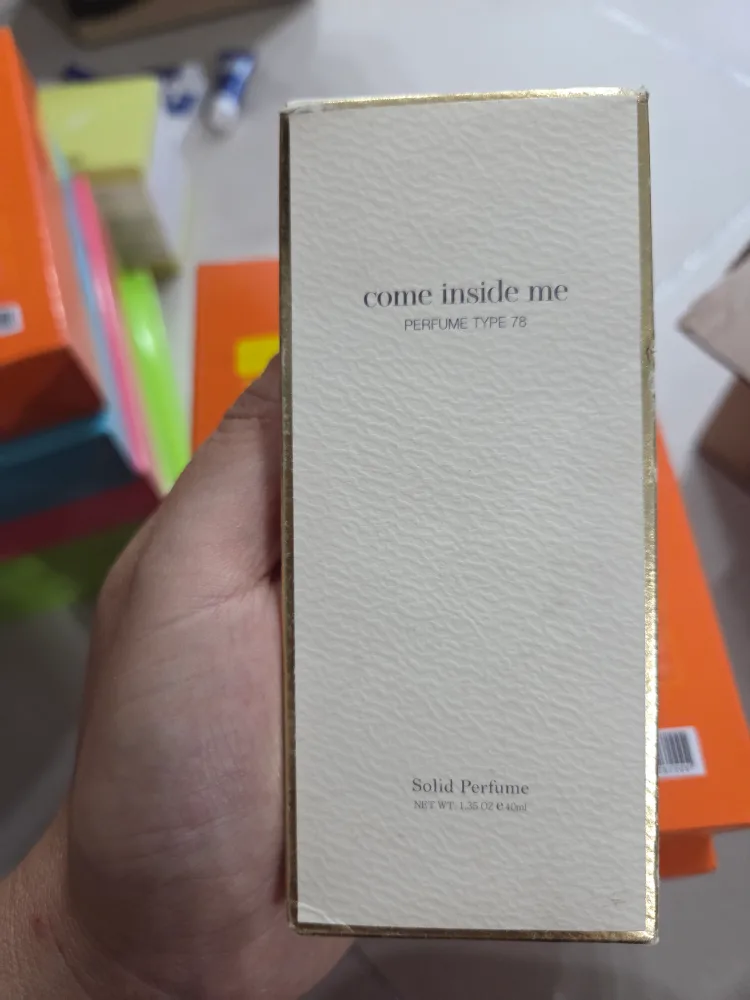 come inside me
PERFUME TYPE 78
Solid Perfume
NET WT. 1.35 OZ ℮ 40ml